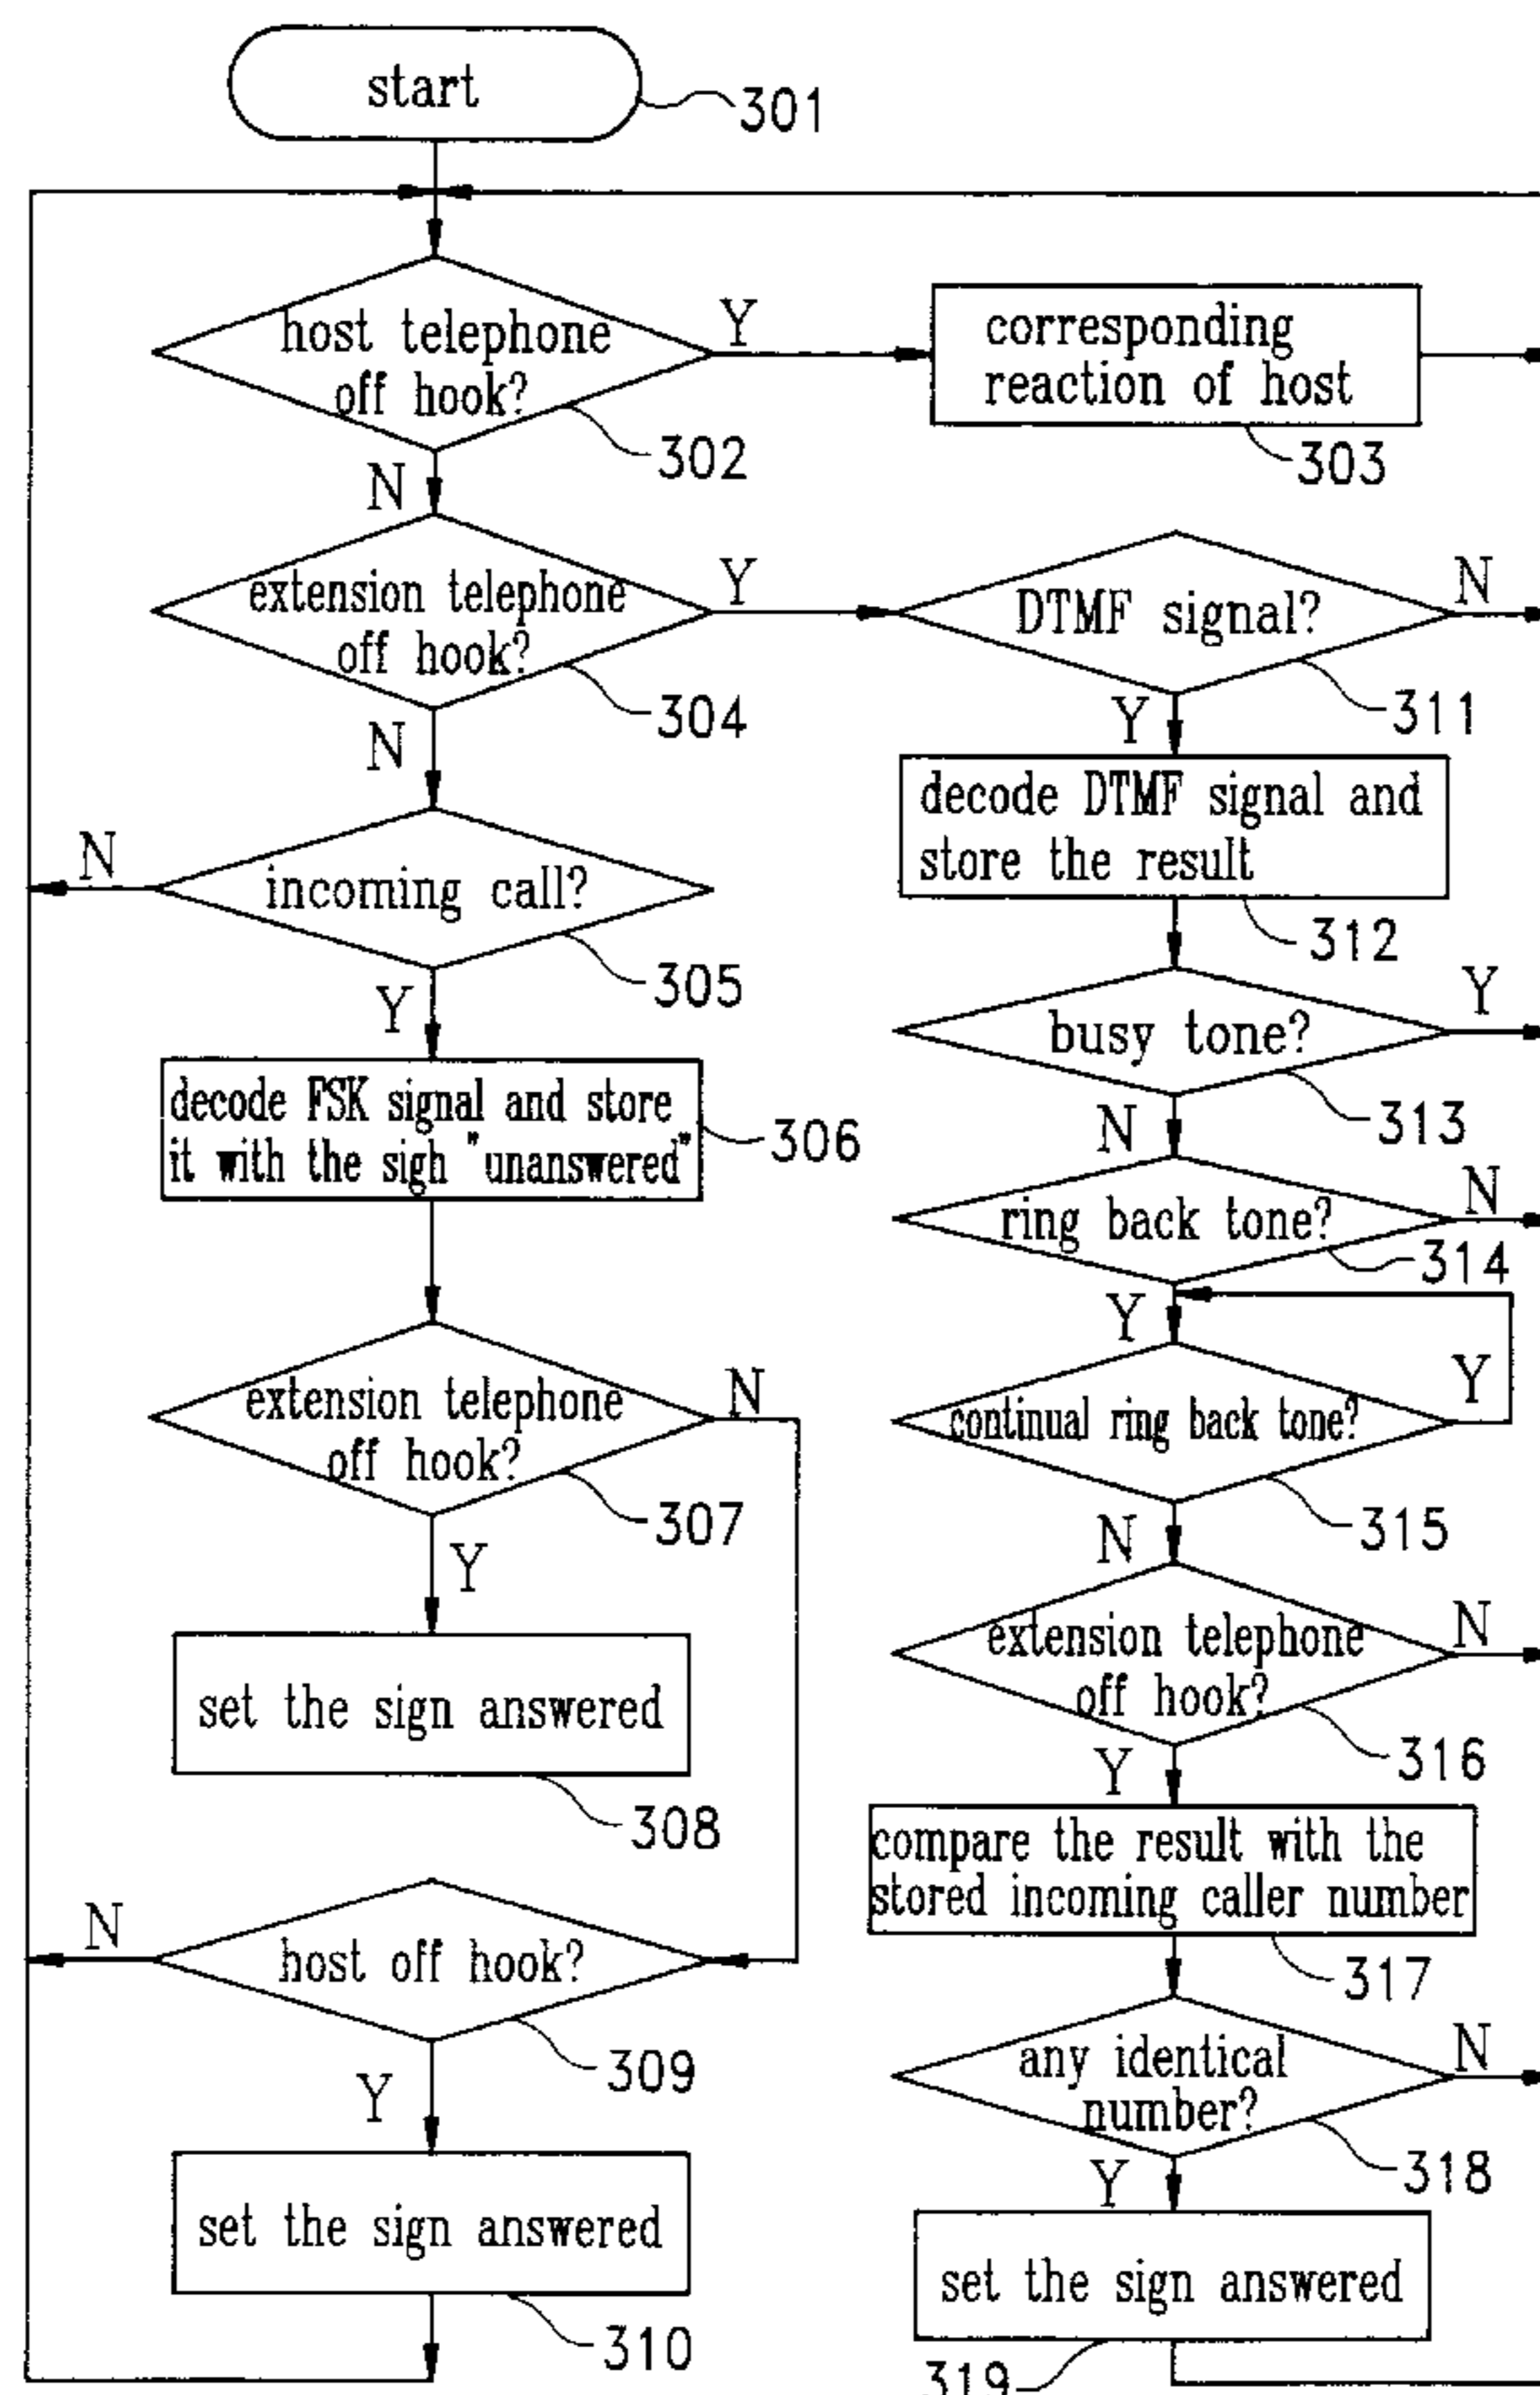 start
301
host telephone
off hook?
302
Y
N
corresponding
reaction of host
303
extension telephone
off hook?
304
Y
N
incoming call?
305
N
Y
decode FSK signal and store
it with the sigh "unanswered"
306
extension telephone
off hook?
307
N
Y
set the sign answered
308
host off hook?
309
N
Y
set the sign answered
310
DTMF signal?
311
N
Y
decode DTMF signal and
store the result
312
busy tone?
313
Y
N
ring back tone?
314
N
Y
continual ring back tone?
315
Y
N
extension telephone
off hook?
316
N
Y
compare the result with the
stored incoming caller number
317
any identical
number?
318
N
Y
set the sign answered
319